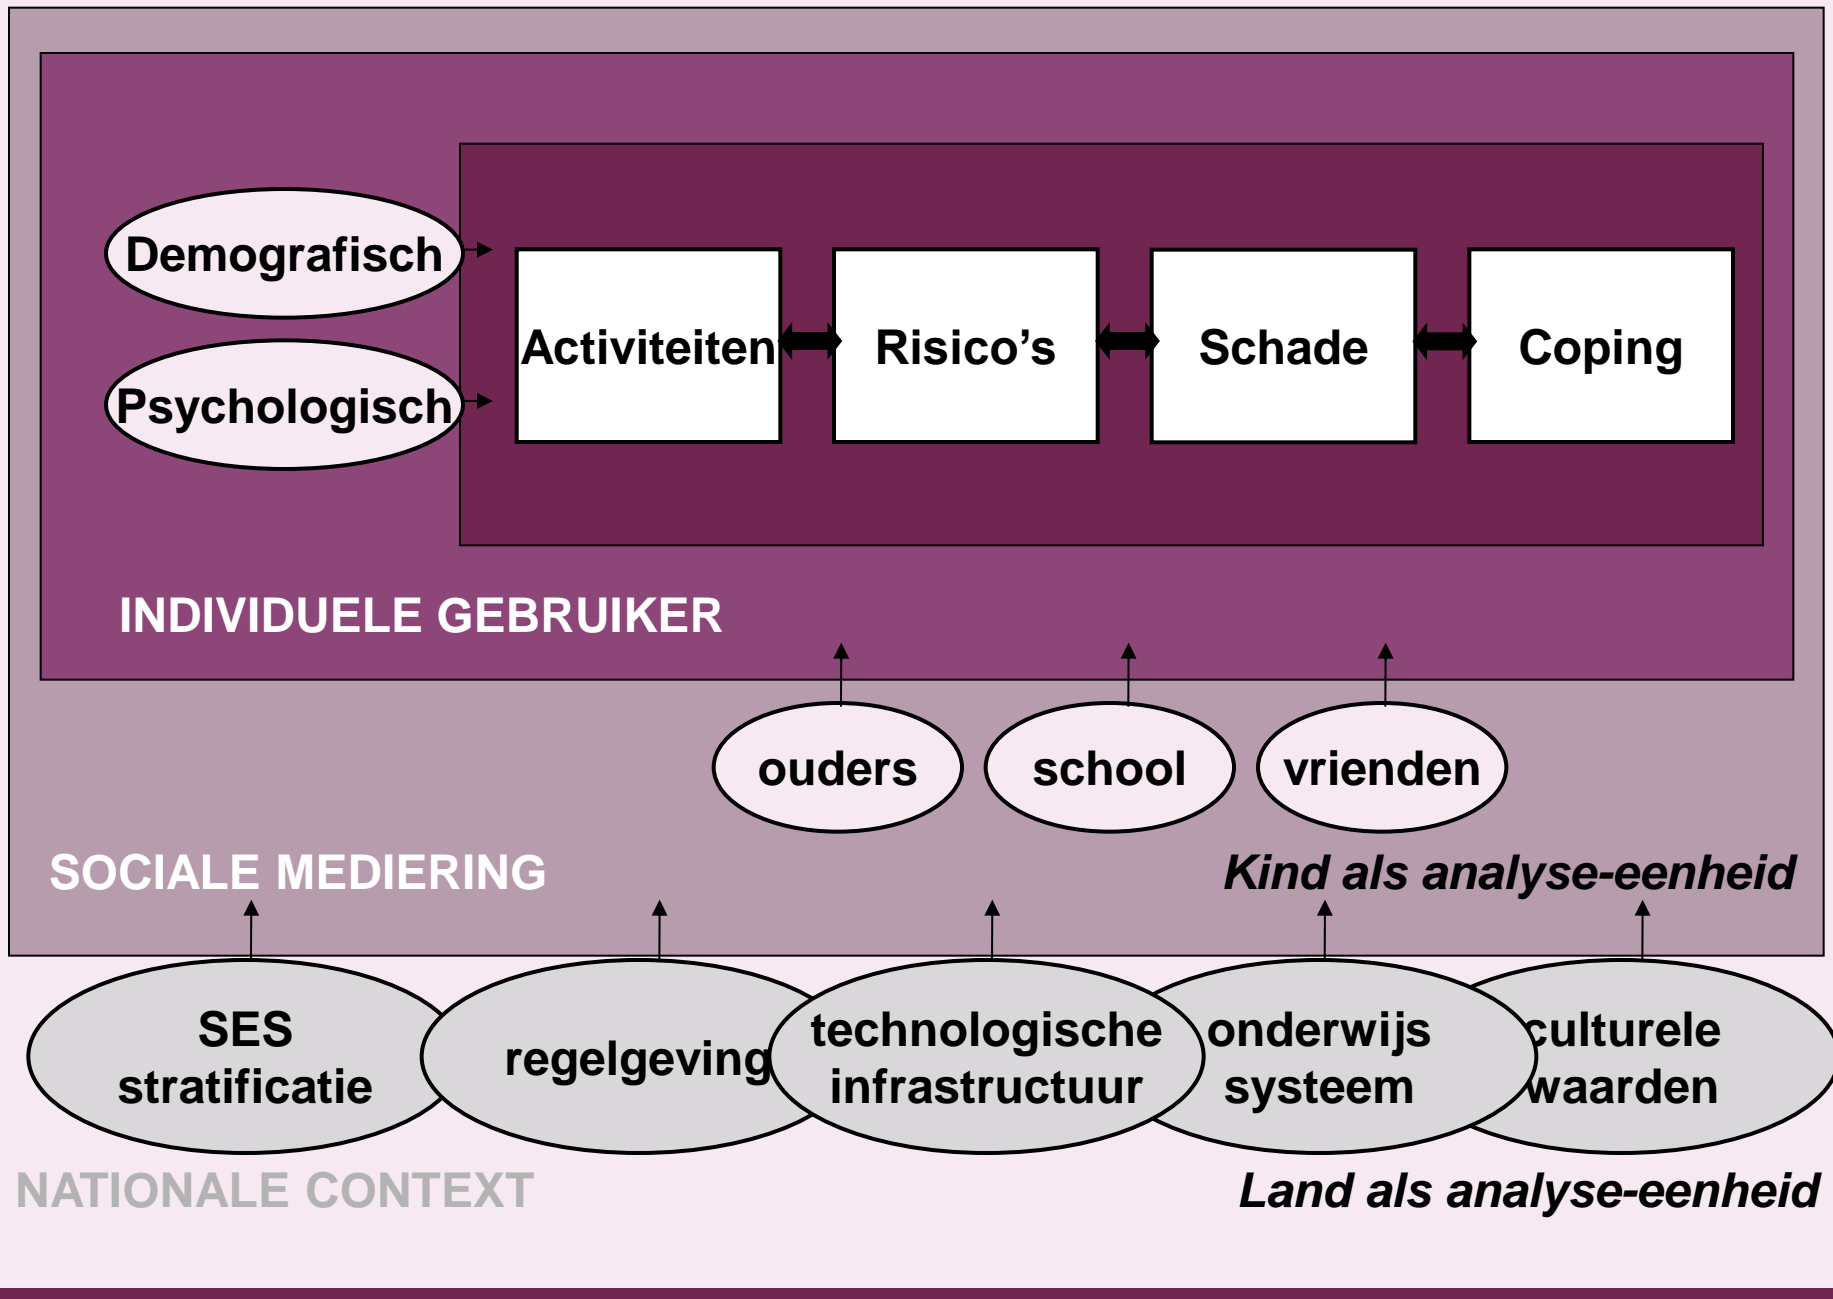 Demografisch
Psychologisch
Activiteiten
Risico’s
Schade
Coping
INDIVIDUELE GEBRUIKER
ouders
school
vrienden
SOCIALE MEDIERING
Kind als analyse-eenheid
SES
stratificatie
regelgeving
technologische
infrastructuur
onderwijs
systeem
culturele
waarden
NATIONALE CONTEXT
Land als analyse-eenheid